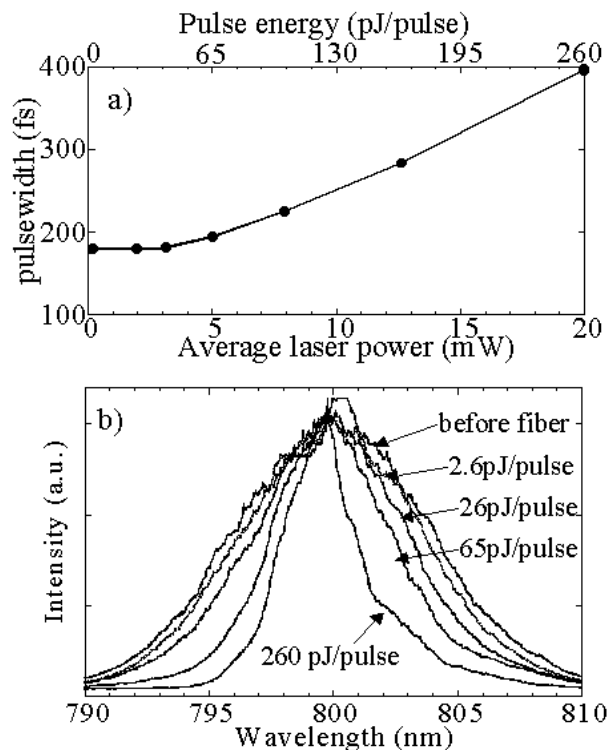 Pulse energy (pJ/pulse)
0 65 130 195 260
400
a)
300
200
100
pulsewidth (fs)
0 5 10 15 20
Average laser power (mW)
b)
before fiber
2.6pJ/pulse
26pJ/pulse
65pJ/pulse
260 pJ/pulse
Intensity (a.u.)
790 795 800 805 810
Wavelength (nm)